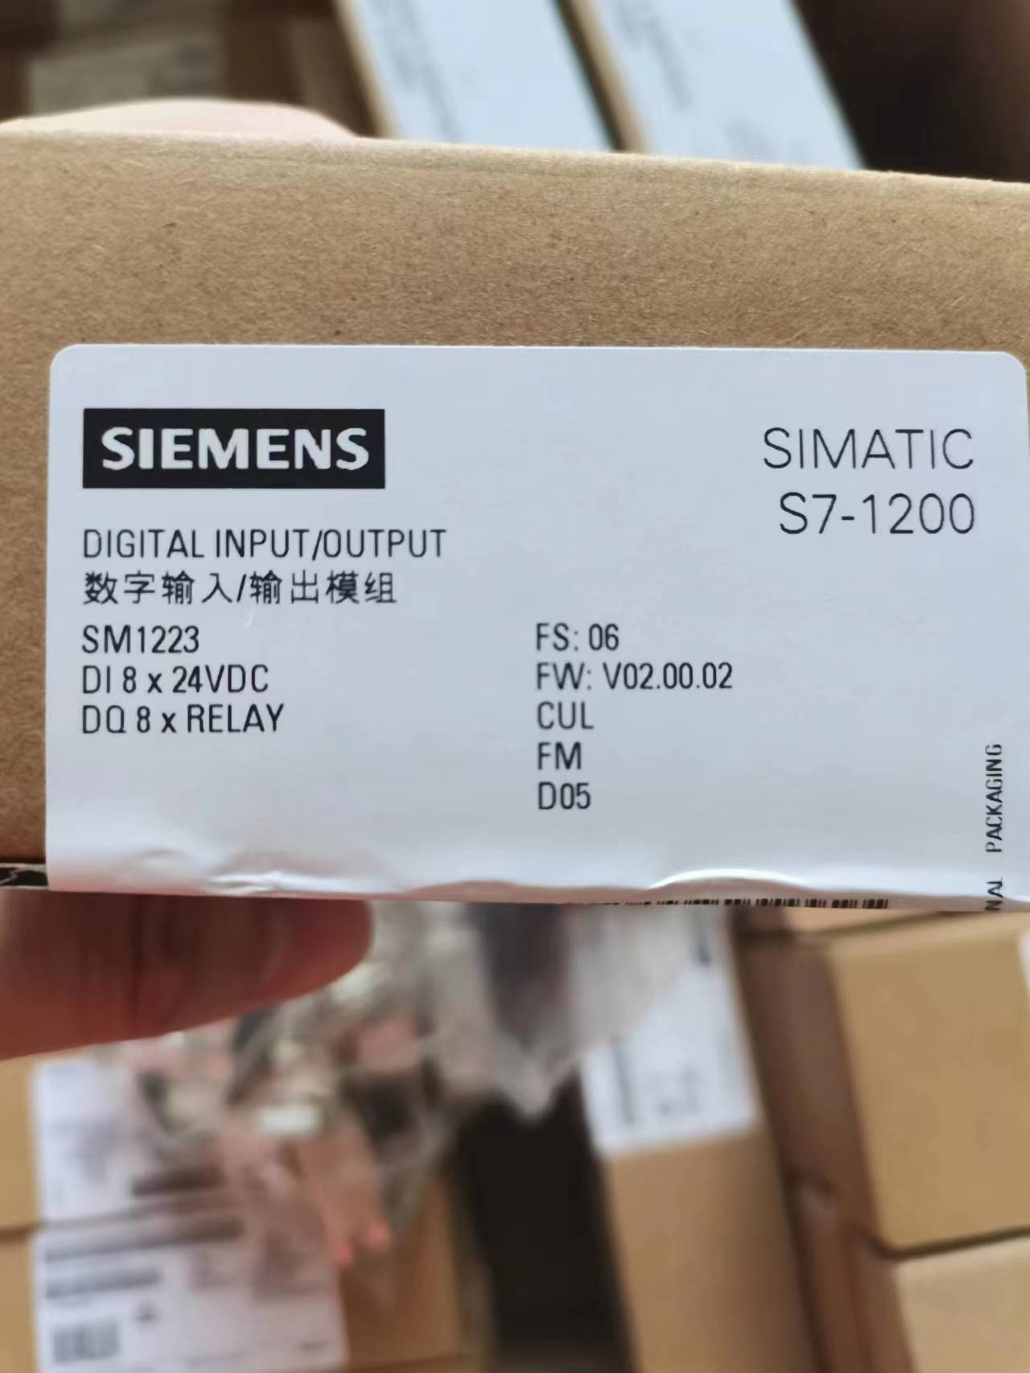 SIEMENS
SIMATIC
S7-1200
DIGITAL INPUT/OUTPUT
数字输入/输出模组
SM1223
DI 8 x 24VDC
DQ 8 x RELAY
FS: 06
FW: V02.00.02
CUL
FM
D05
PACKAGING